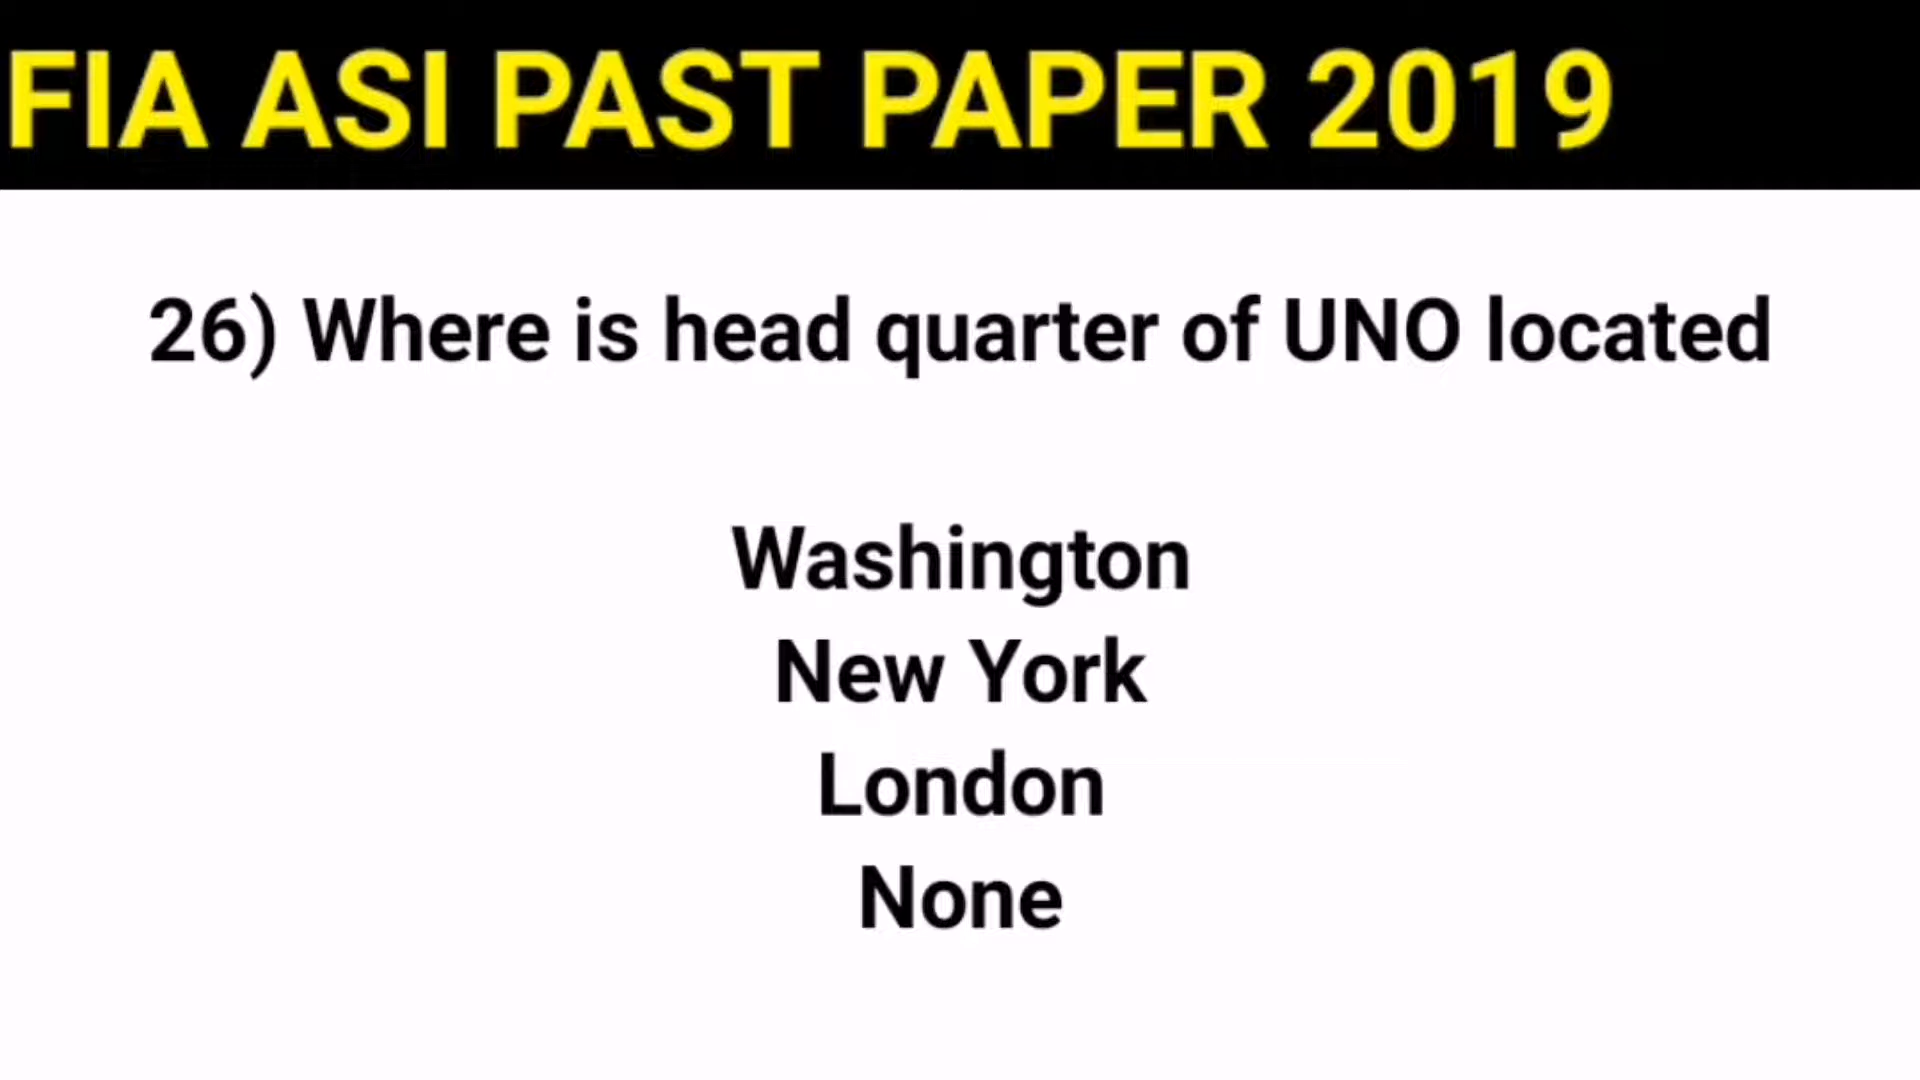 FIA ASI PAST PAPER 2019
26) Where is head quarter of UNO located
Washington
New York
London
None